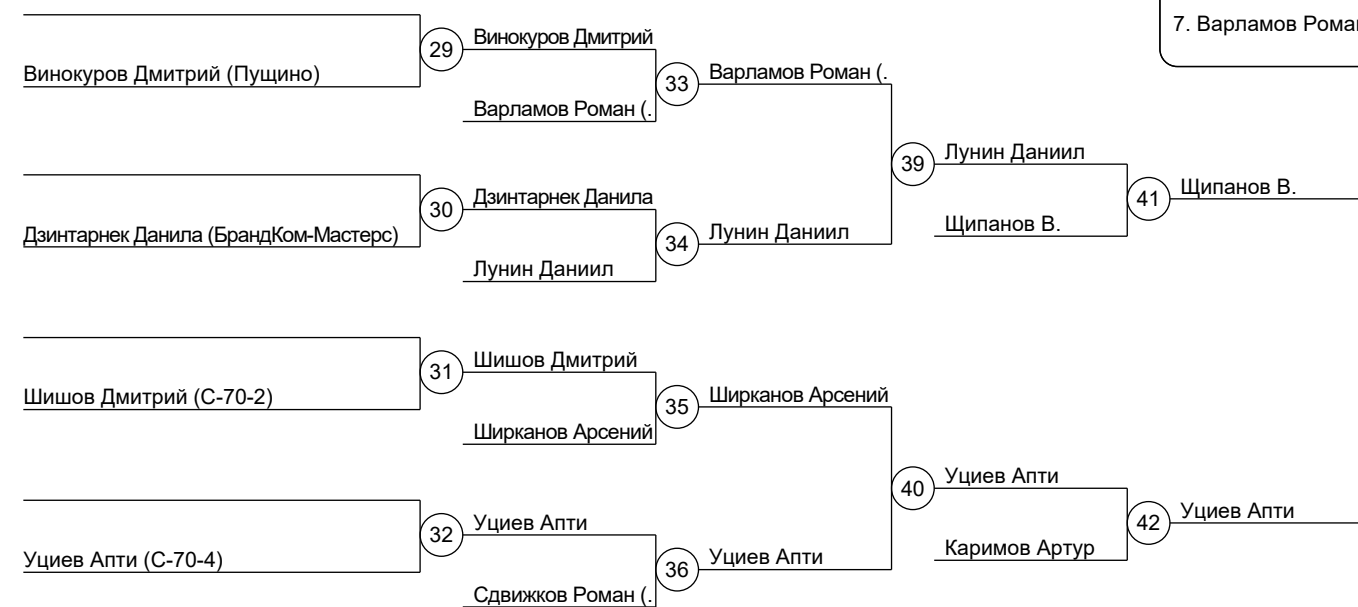 7. Варламов Роман
29
Винокуров Дмитрий
Винокуров Дмитрий (Пущино)
33
Варламов Роман (.
Варламов Роман (.
39
Лунин Даниил
30
Дзинтарнек Данила
41
Щипанов В.
Дзинтарнек Данила (БрандКом-Мастерс)
34
Лунин Даниил
Щипанов В.
Лунин Даниил
31
Шишов Дмитрий
Шишов Дмитрий (С-70-2)
35
Ширканов Арсений
Ширканов Арсений
40
Уциев Апти
32
Уциев Апти
42
Уциев Апти
Уциев Апти (С-70-4)
36
Уциев Апти
Каримов Артур
Сдвижков Роман (.